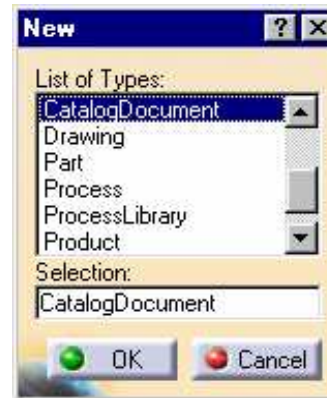 New
List of Types:
CatalogDocument
Drawing
Part
Process
ProcessLibrary
Product
Selection:
CatalogDocument
OK
Cancel